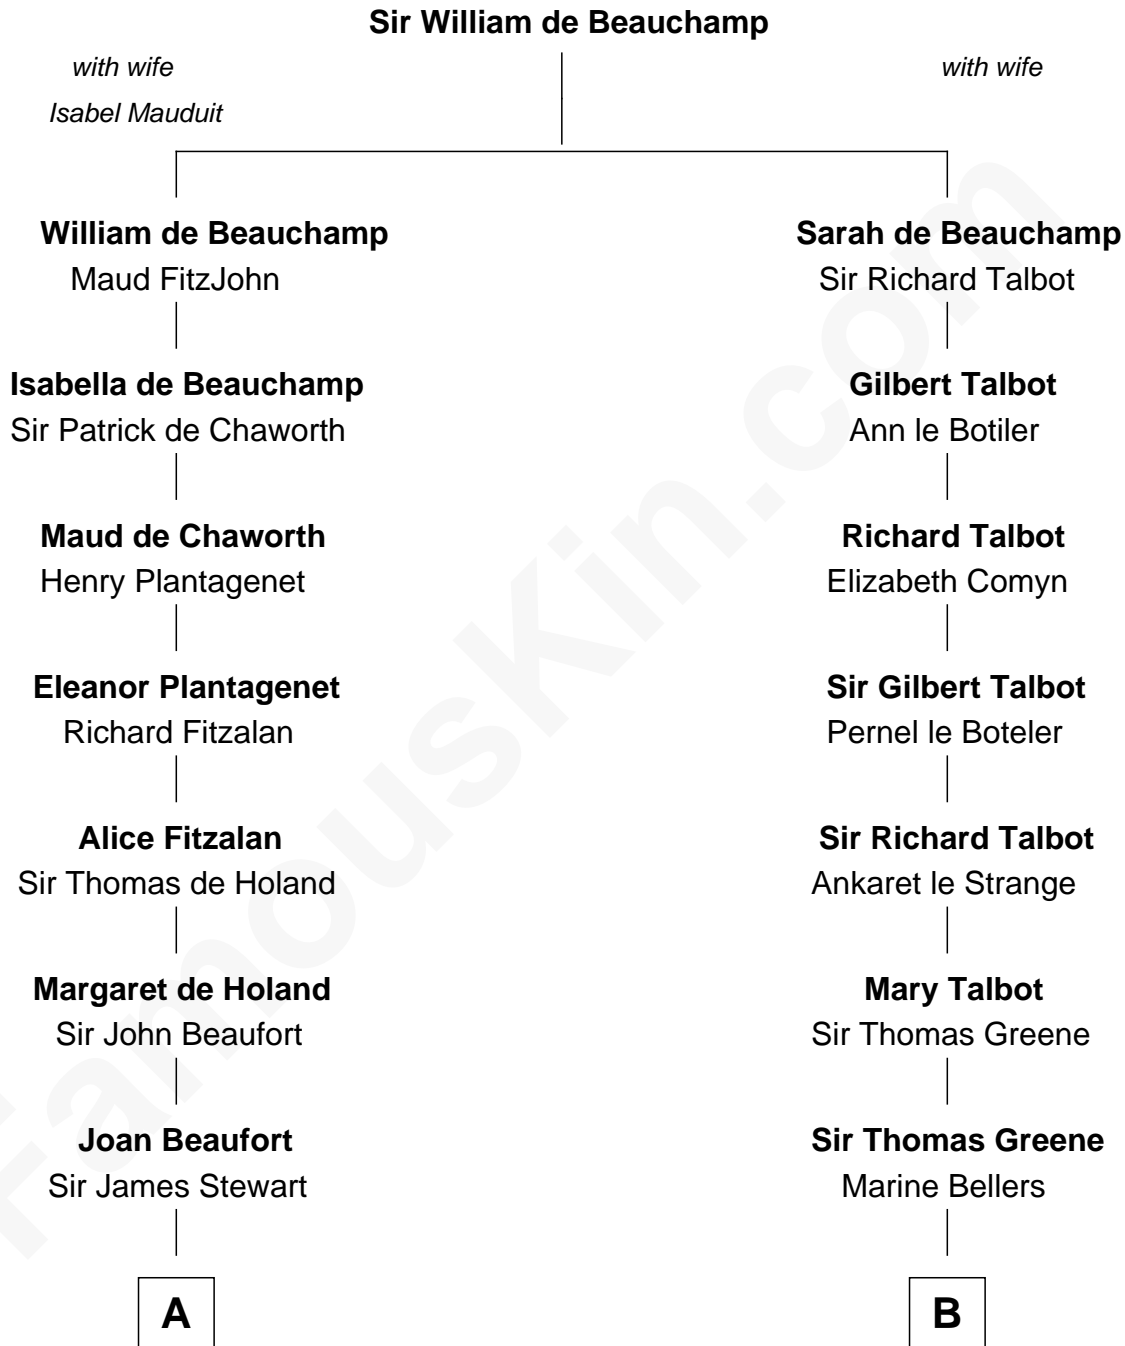 Sir William de Beauchamp
with wife
Isabel Mauduit
with wife
William de Beauchamp
Maud FitzJohn
Sarah de Beauchamp
Sir Richard Talbot
Isabella de Beauchamp
Sir Patrick de Chaworth
Gilbert Talbot
Ann le Botiler
Maud de Chaworth
Henry Plantagenet
Richard Talbot
Elizabeth Comyn
Eleanor Plantagenet
Richard Fitzalan
Sir Gilbert Talbot
Pernel le Boteler
Alice Fitzalan
Sir Thomas de Holand
Sir Richard Talbot
Ankaret le Strange
Margaret de Holand
Sir John Beaufort
Mary Talbot
Sir Thomas Greene
Joan Beaufort
Sir James Stewart
Sir Thomas Greene
Marine Bellers
A
B
FamousKin.com